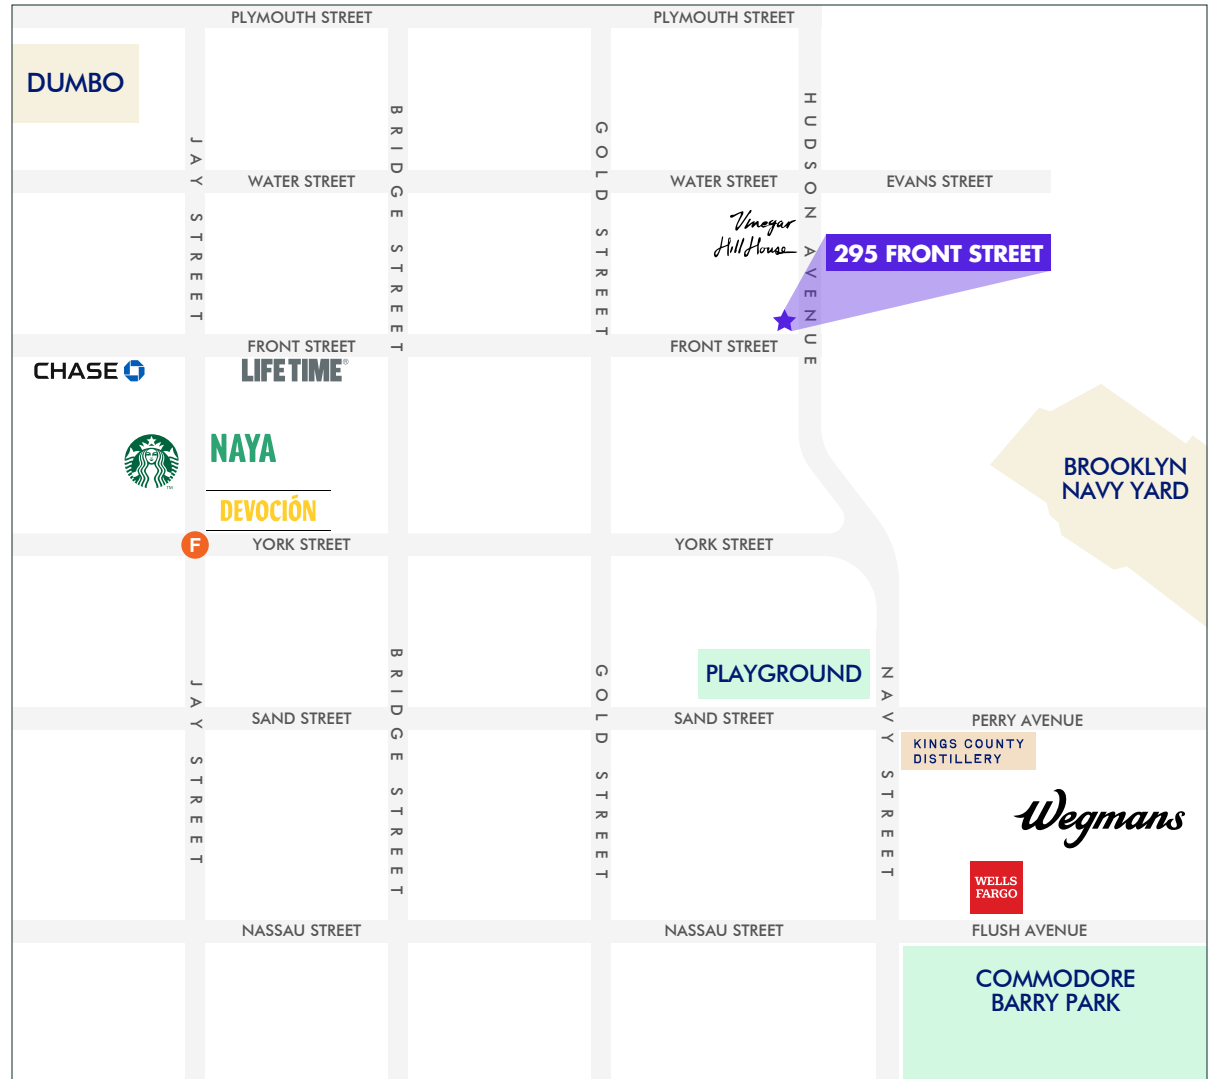 PLYMOUTH STREET
PLYMOUTH STREET
DUMBO
JAY STREET
BRIDGE STREET
GOLD STREET
HUDSON AVENUE
WATER STREET
WATER STREET
EVANS STREET
Vinegar
Hill House
295 FRONT STREET
FRONT STREET
FRONT STREET
CHASE
LIFE TIME®
NAYA
DEVOCIÓN
BROOKLYN
NAVY YARD
F
YORK STREET
YORK STREET
JAY STREET
BRIDGE STREET
GOLD STREET
PLAYGROUND
NAVY STREET
SAND STREET
SAND STREET
PERRY AVENUE
KINGS COUNTY
DISTILLERY
Wegmans
WELLS
FARGO
NASSAU STREET
NASSAU STREET
FLUSH AVENUE
COMMODORE
BARRY PARK
TM